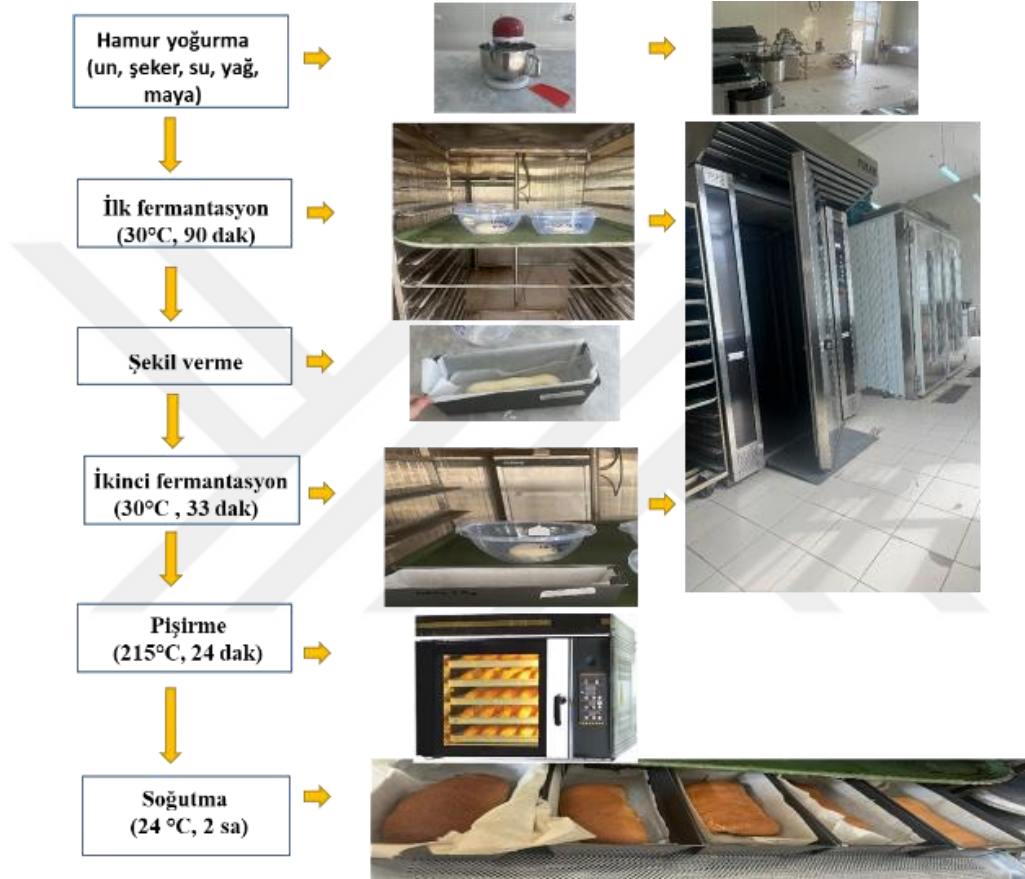 Hamur yoğurma
(un, şeker, su, yağ,
maya)
İlk fermantasyon
(30°C, 90 dak)
Şekil verme
İkinci fermantasyon
(30°C , 33 dak)
Pişirme
(215°C, 24 dak)
Soğutma
(24 °C, 2 sa)